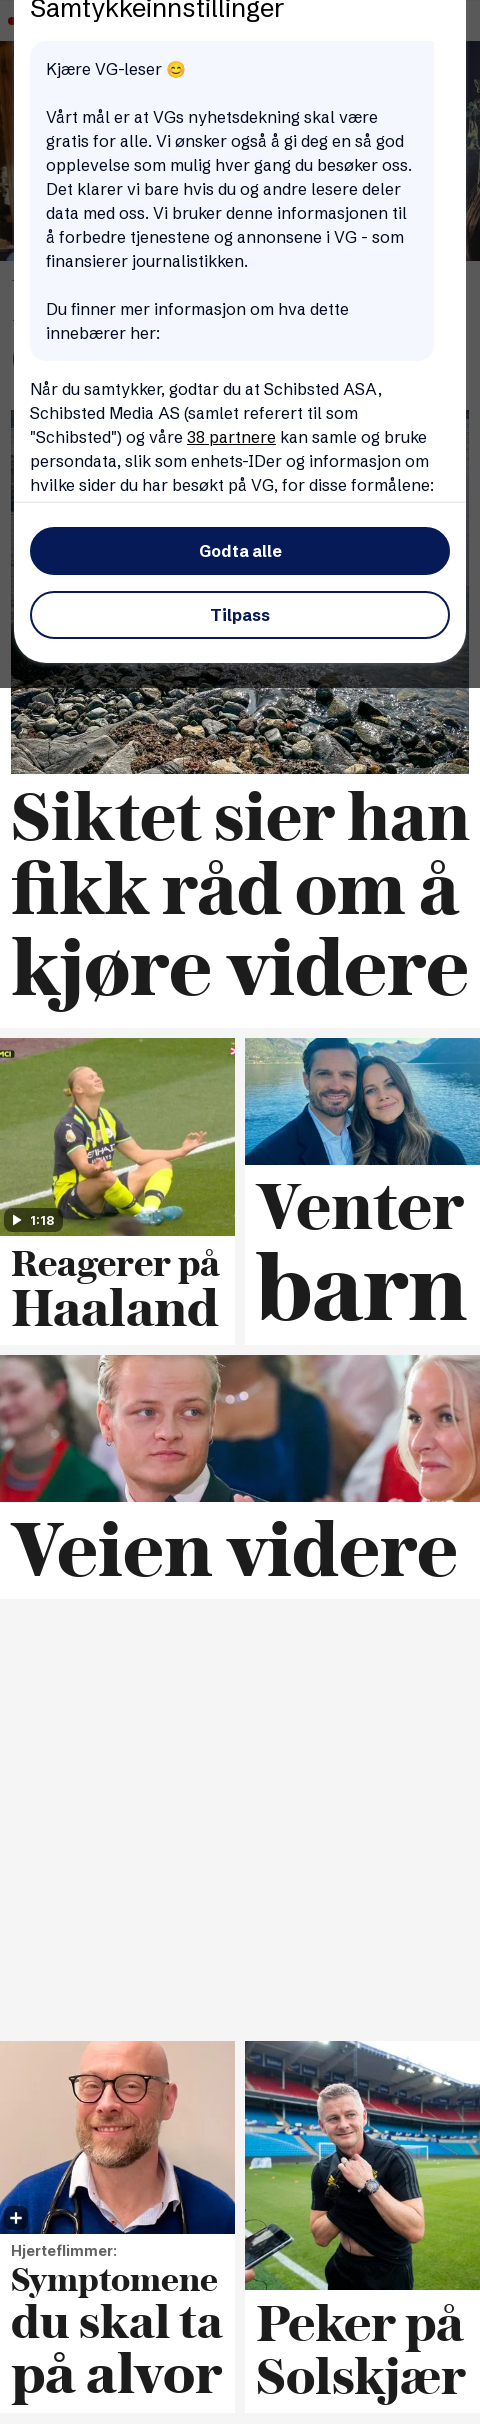 Samtykkeinnstillinger
Kjære VG-leser 😊
Vårt mål er at VGs nyhetsdekning skal være
gratis for alle. Vi ønsker også å gi deg en så god
opplevelse som mulig hver gang du besøker oss.
Det klarer vi bare hvis du og andre lesere deler
data med oss. Vi bruker denne informasjonen til
å forbedre tjenestene og annonsene i VG - som
finansierer journalistikken.
Du finner mer informasjon om hva dette
innebærer her:
Når du samtykker, godtar du at Schibsted ASA,
Schibsted Media AS (samlet referert til som
"Schibsted") og våre 38 partnere kan samle og bruke
persondata, slik som enhets-IDer og informasjon om
hvilke sider du har besøkt på VG, for disse formålene:
Godta alle
Tilpass
Siktet sier han
fikk råd om å
kjøre videre
MCI
1:18
Reagerer på
Haaland
Venter
barn
Veien videre
Hjerteflimmer:
Symptomene
du skal ta
på alvor
Peker på
Solskjær